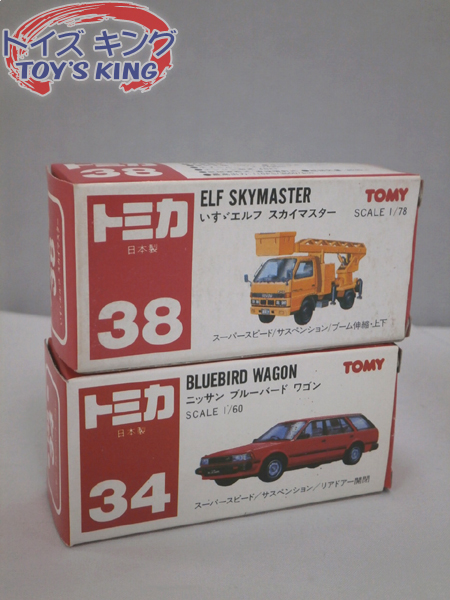 トイズ キング
TOY'S KING
38
トミカ
日本製
38
ELF SKYMASTER
いすゞエルフ スカイマスター
TOMY
SCALE 1/78
スーパースピード/サスペンション/ブーム伸縮・上下
トミカ
日本製
34
BLUEBIRD WAGON
ニッサン ブルーバード ワゴン
SCALE 1/60
TOMY
スーパースピード/サスペンション/リアドアー開閉